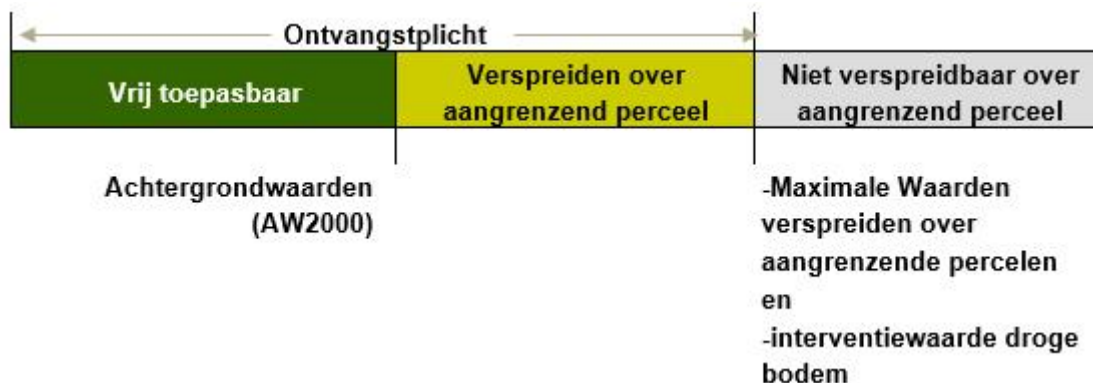 Ontvangstplicht
Vrij toepasbaar
Verspreiden over
aangrenzend perceel
Niet verspreidbaar over
aangrenzend perceel
Achtergrondwaarden
(AW2000)
-Maximale Waarden
verspreiden over
aangrenzende percelen
en
-interventiewaarde droge
bodem